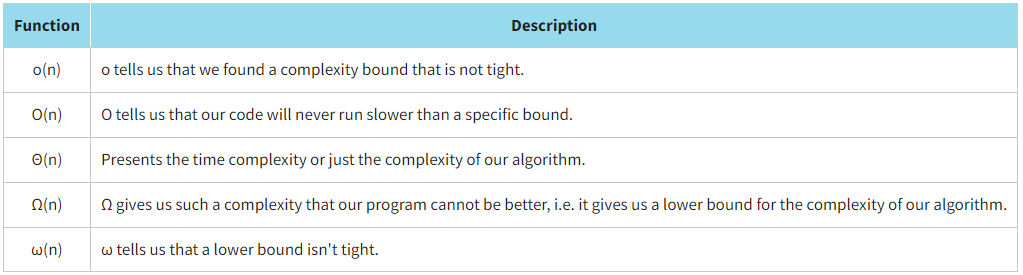 Function Description
o(n) o tells us that we found a complexity bound that is not tight.
O(n) O tells us that our code will never run slower than a specific bound.
Θ(n) Presents the time complexity or just the complexity of our algorithm.
Ω(n) Ω gives us such a complexity that our program cannot be better, i.e. it gives us a lower bound for the complexity of our algorithm.
ω(n) ω tells us that a lower bound isn't tight.